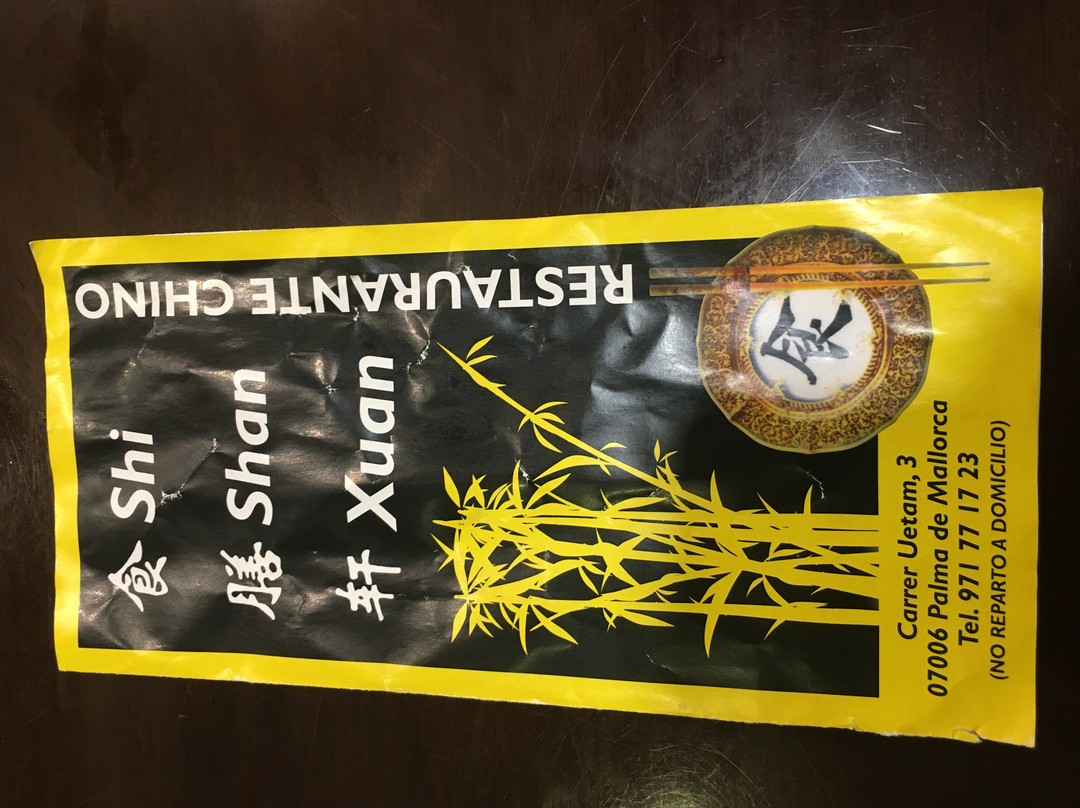 食 Shi
膳 Shan
軒 Xuan
RESTAURANTE CHINO
食
Carrer Uetam, 3
07006 Palma de Mallorca
Tel. 971 77 17 23
(NO REPARTO A DOMICILIO)